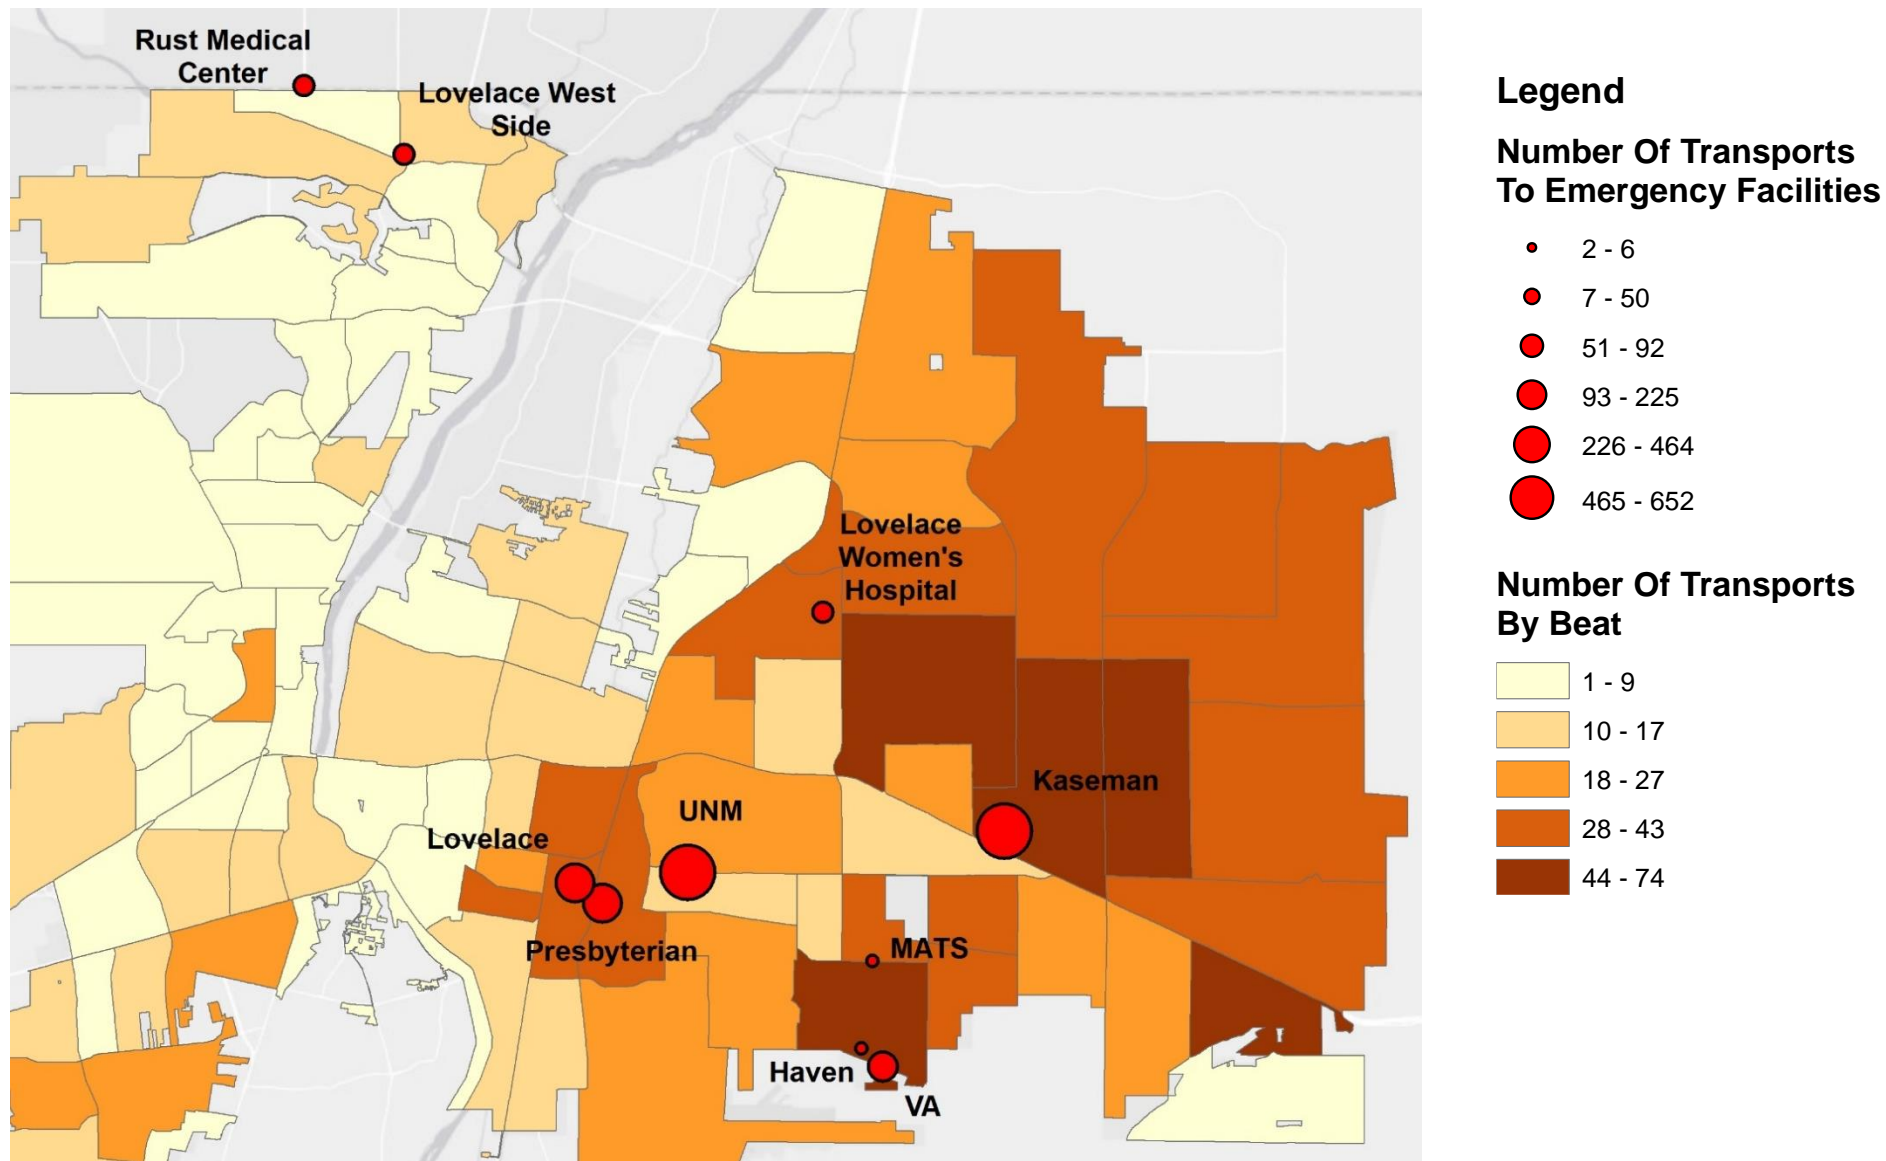 Rust Medical
Center
Lovelace West
Side
Lovelace
Women's
Hospital
Kaseman
UNM
Lovelace
Presbyterian
MATS
Haven
VA
Legend
Number Of Transports
To Emergency Facilities
2 - 6
7 - 50
51 - 92
93 - 225
226 - 464
465 - 652
Number Of Transports
By Beat
1 - 9
10 - 17
18 - 27
28 - 43
44 - 74